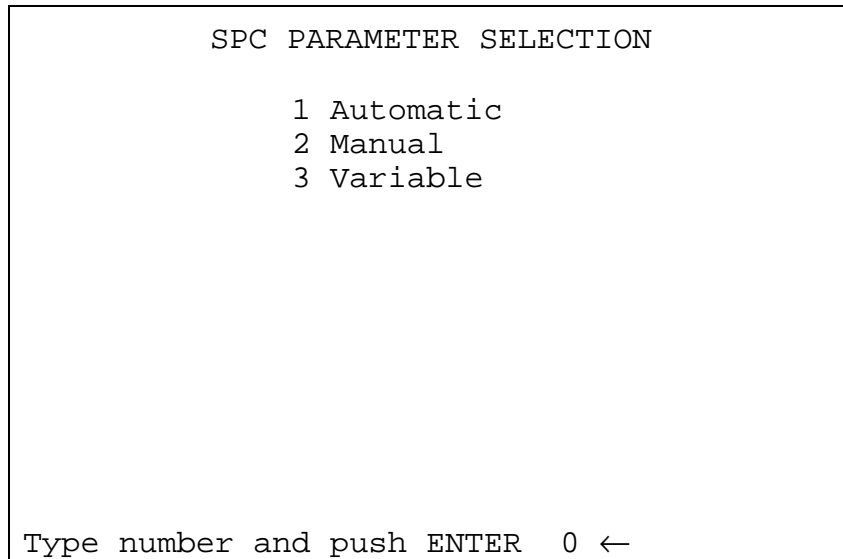 SPC PARAMETER SELECTION
1 Automatic
2 Manual
3 Variable
Type number and push ENTER 0 ←